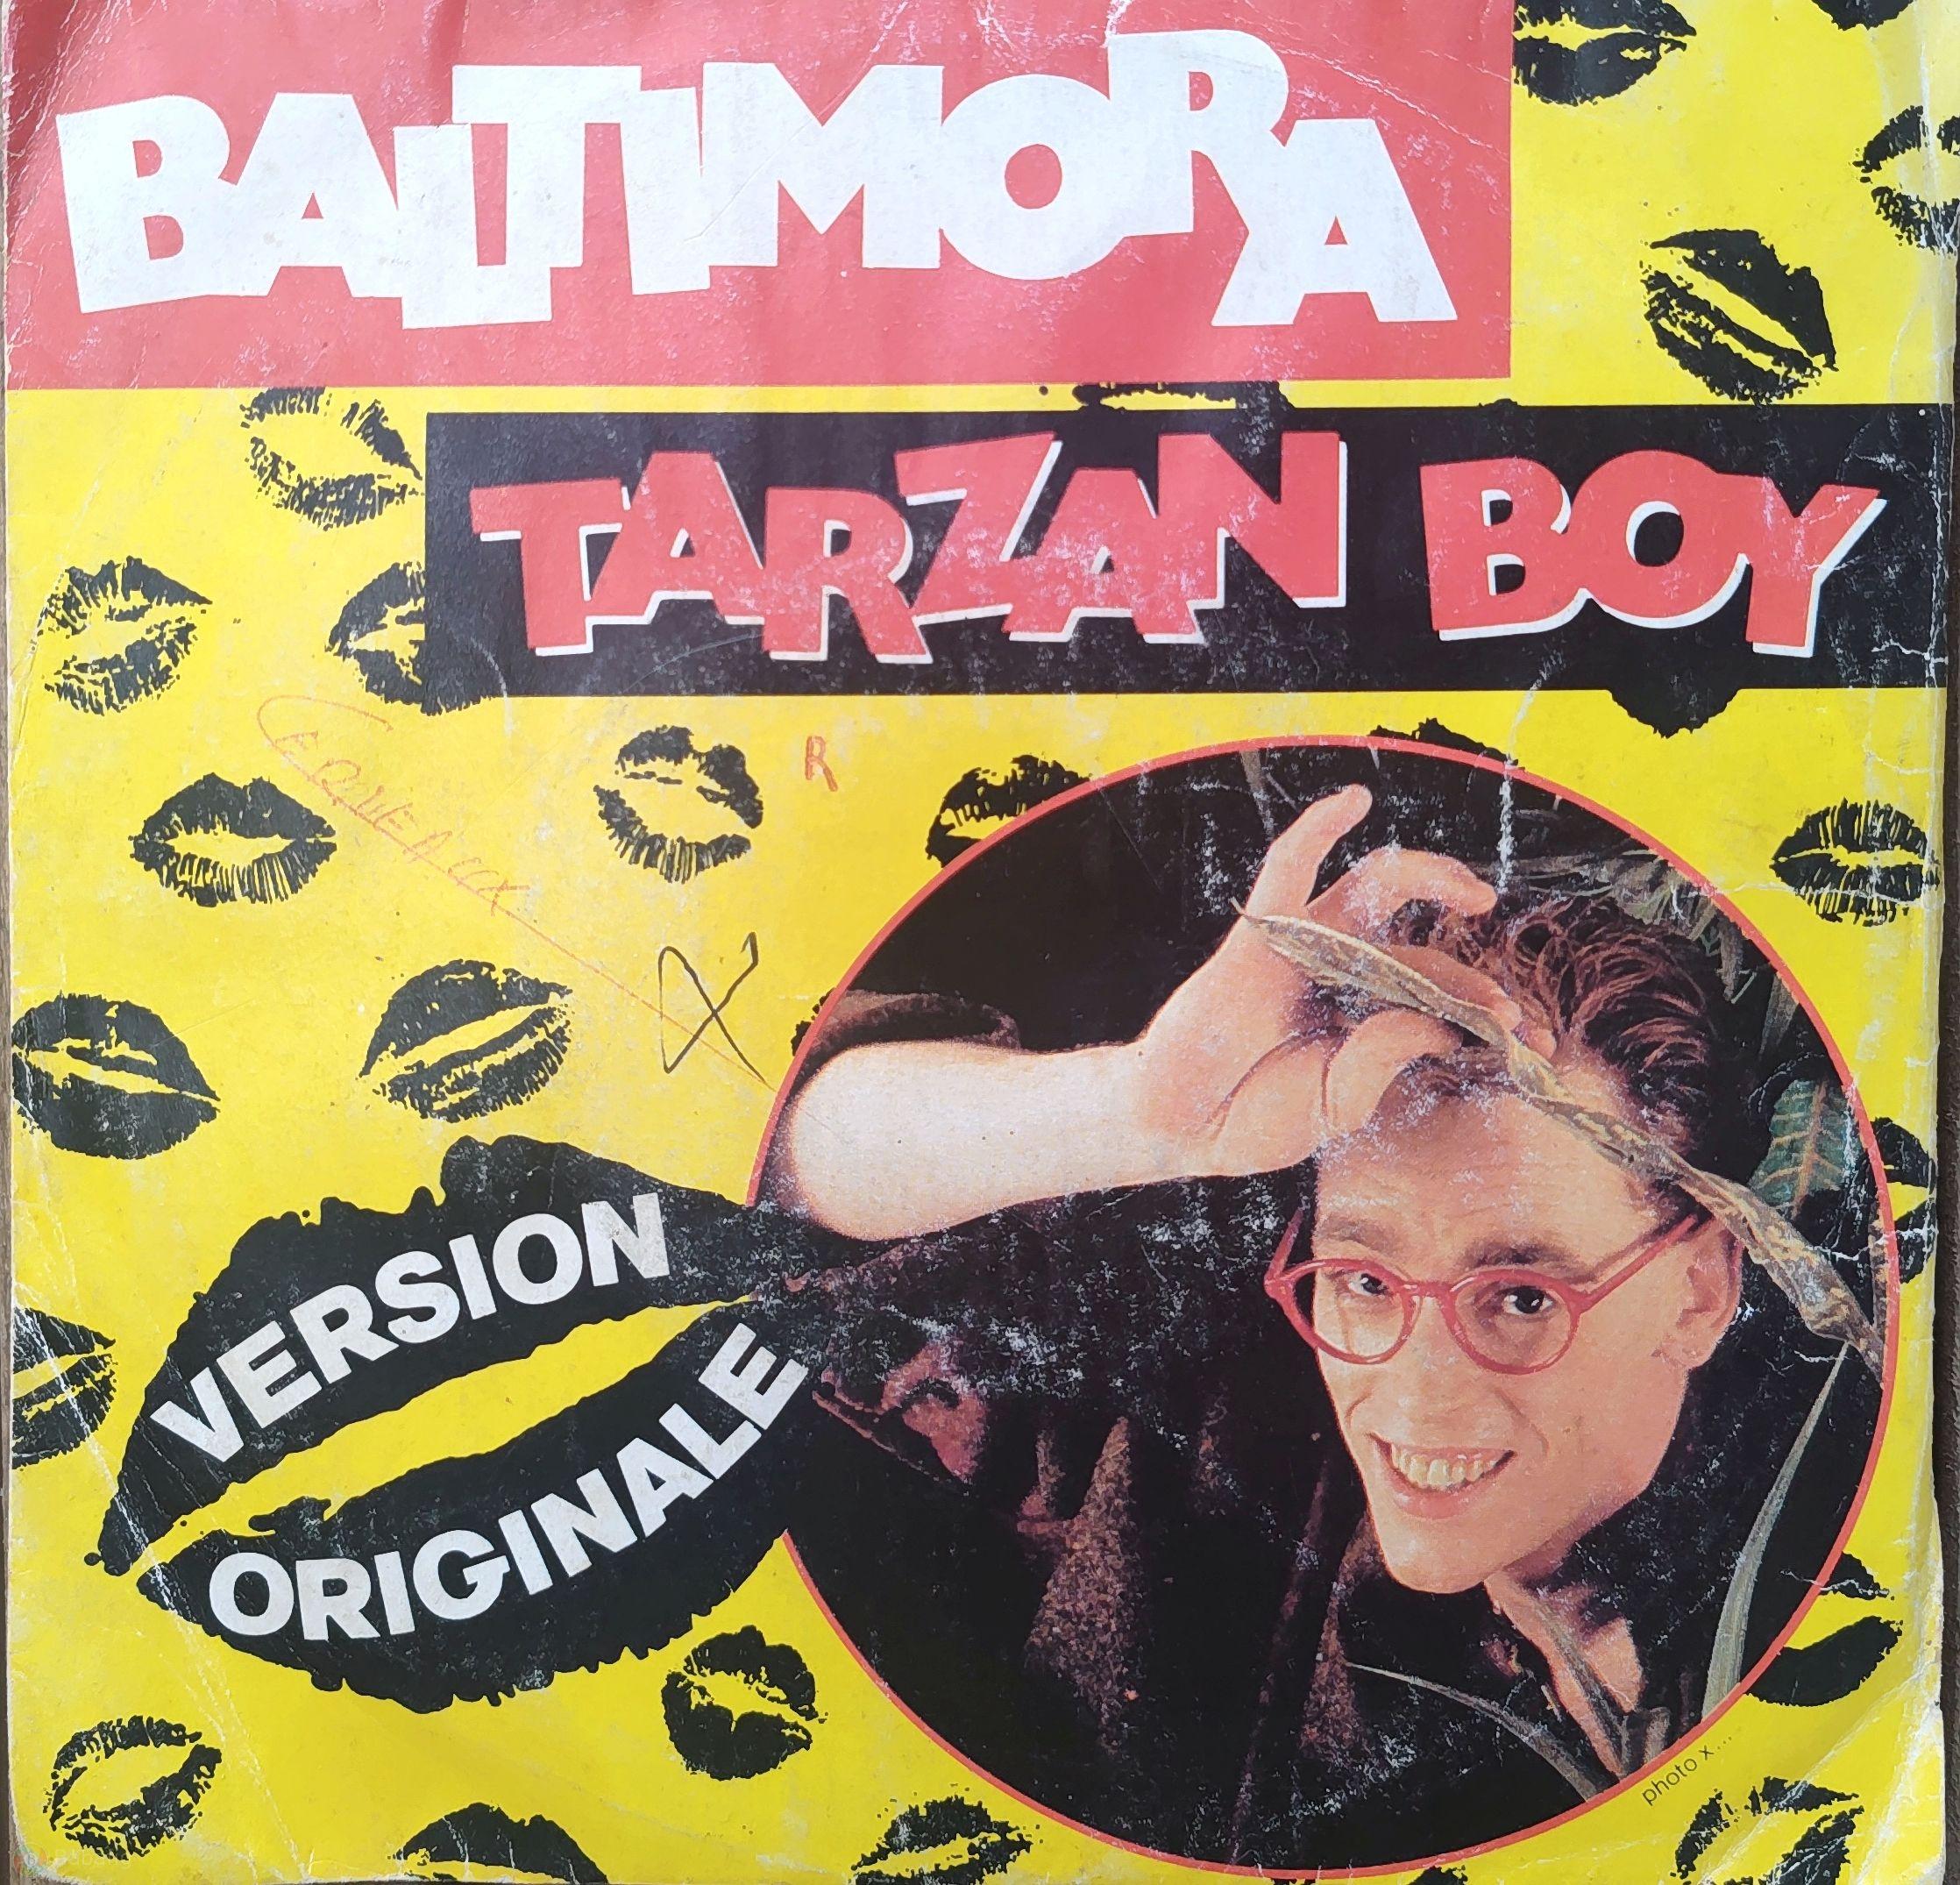 BALTIMORA
TARZAN BOY
R
VERSION
ORIGINALE
photo x...